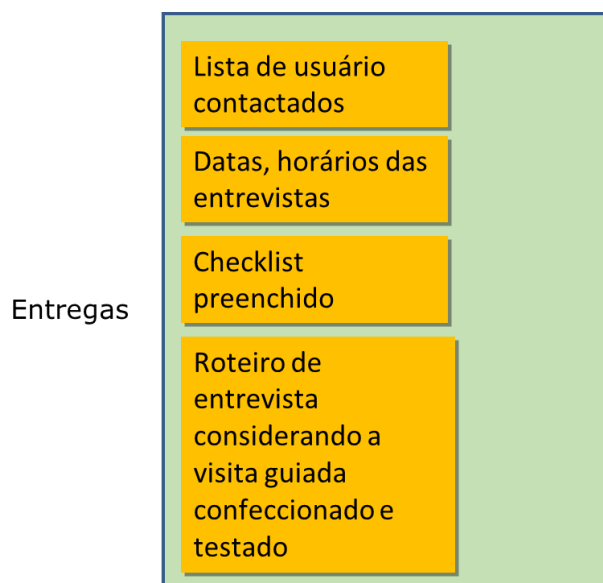 Lista de usuário
contactados
Datas, horários das
entrevistas
Checklist
preenchido
Entregas
Roteiro de
entrevista
considerando a
visita guiada
confeccionado e
testado